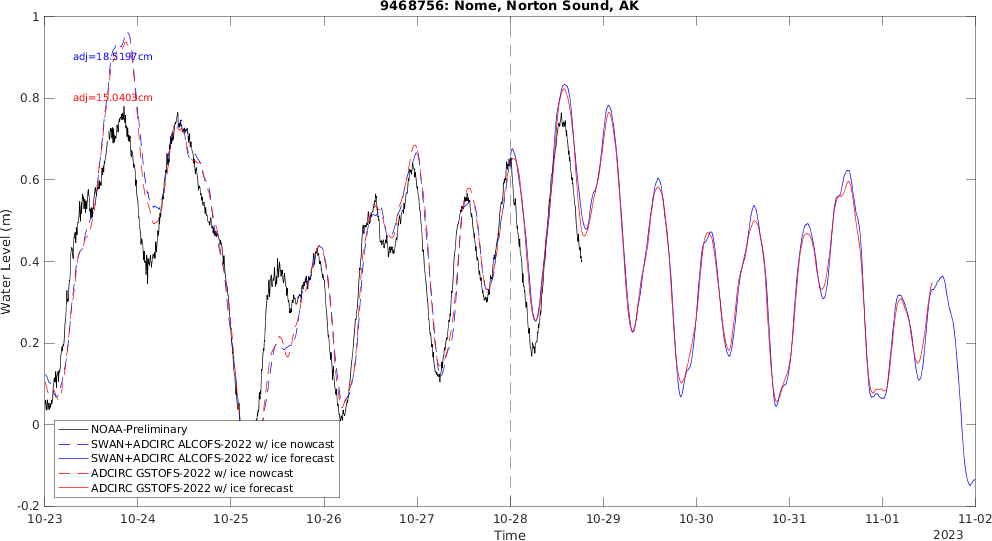 9468756: Nome, Norton Sound, AK
1
adj=18.5197cm
adj=15.0403cm
0.8
0.6
0.4
0.2
0
-0.2
Water Level (m)
NOAA-Preliminary
SWAN+ADCIRC ALCOFS-2022 w/ ice nowcast
SWAN+ADCIRC ALCOFS-2022 w/ ice forecast
ADCIRC GSTOFS-2022 w/ ice nowcast
ADCIRC GSTOFS-2022 w/ ice forecast
10-23 10-24 10-25 10-26 10-27 10-28 10-29 10-30 10-31 11-01 11-02
Time
2023